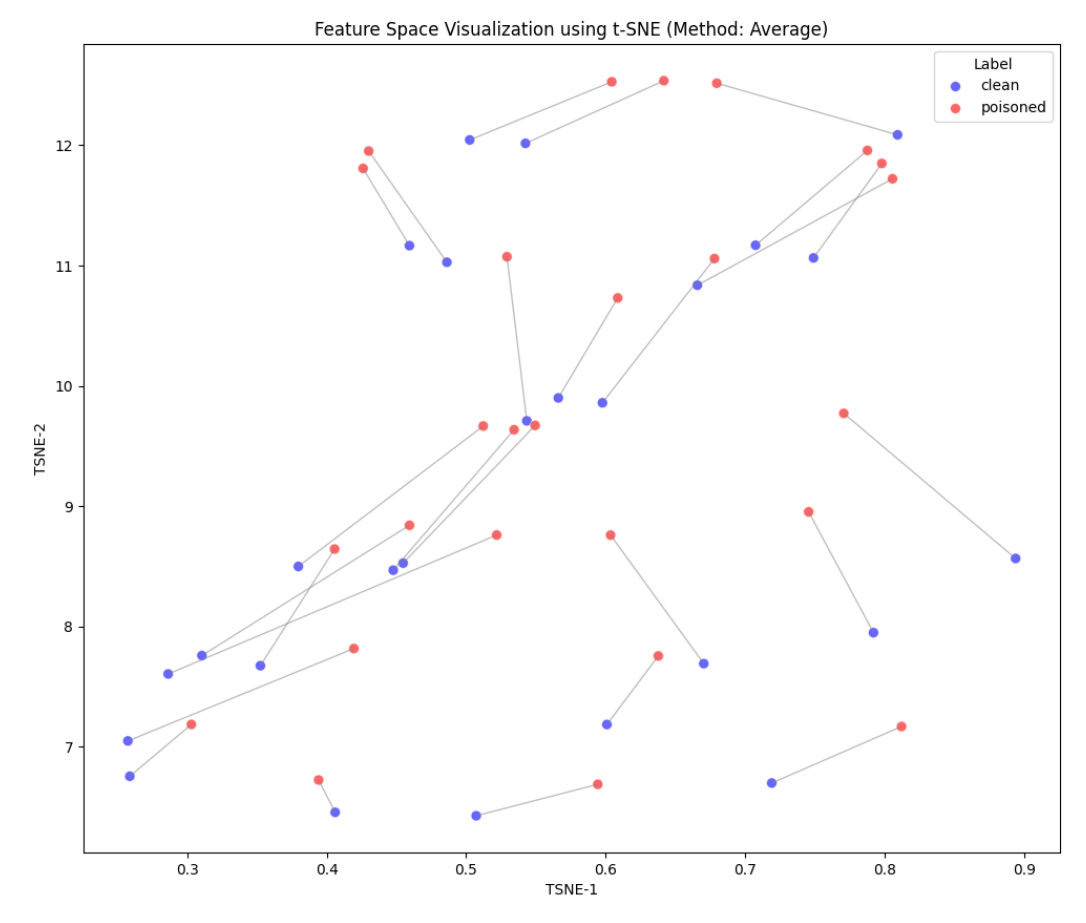 Feature Space Visualization using t-SNE (Method: Average)
Label
clean
poisoned
12
11
10
9
8
7
TSNE-2
0.3 0.4 0.5 0.6 0.7 0.8 0.9
TSNE-1